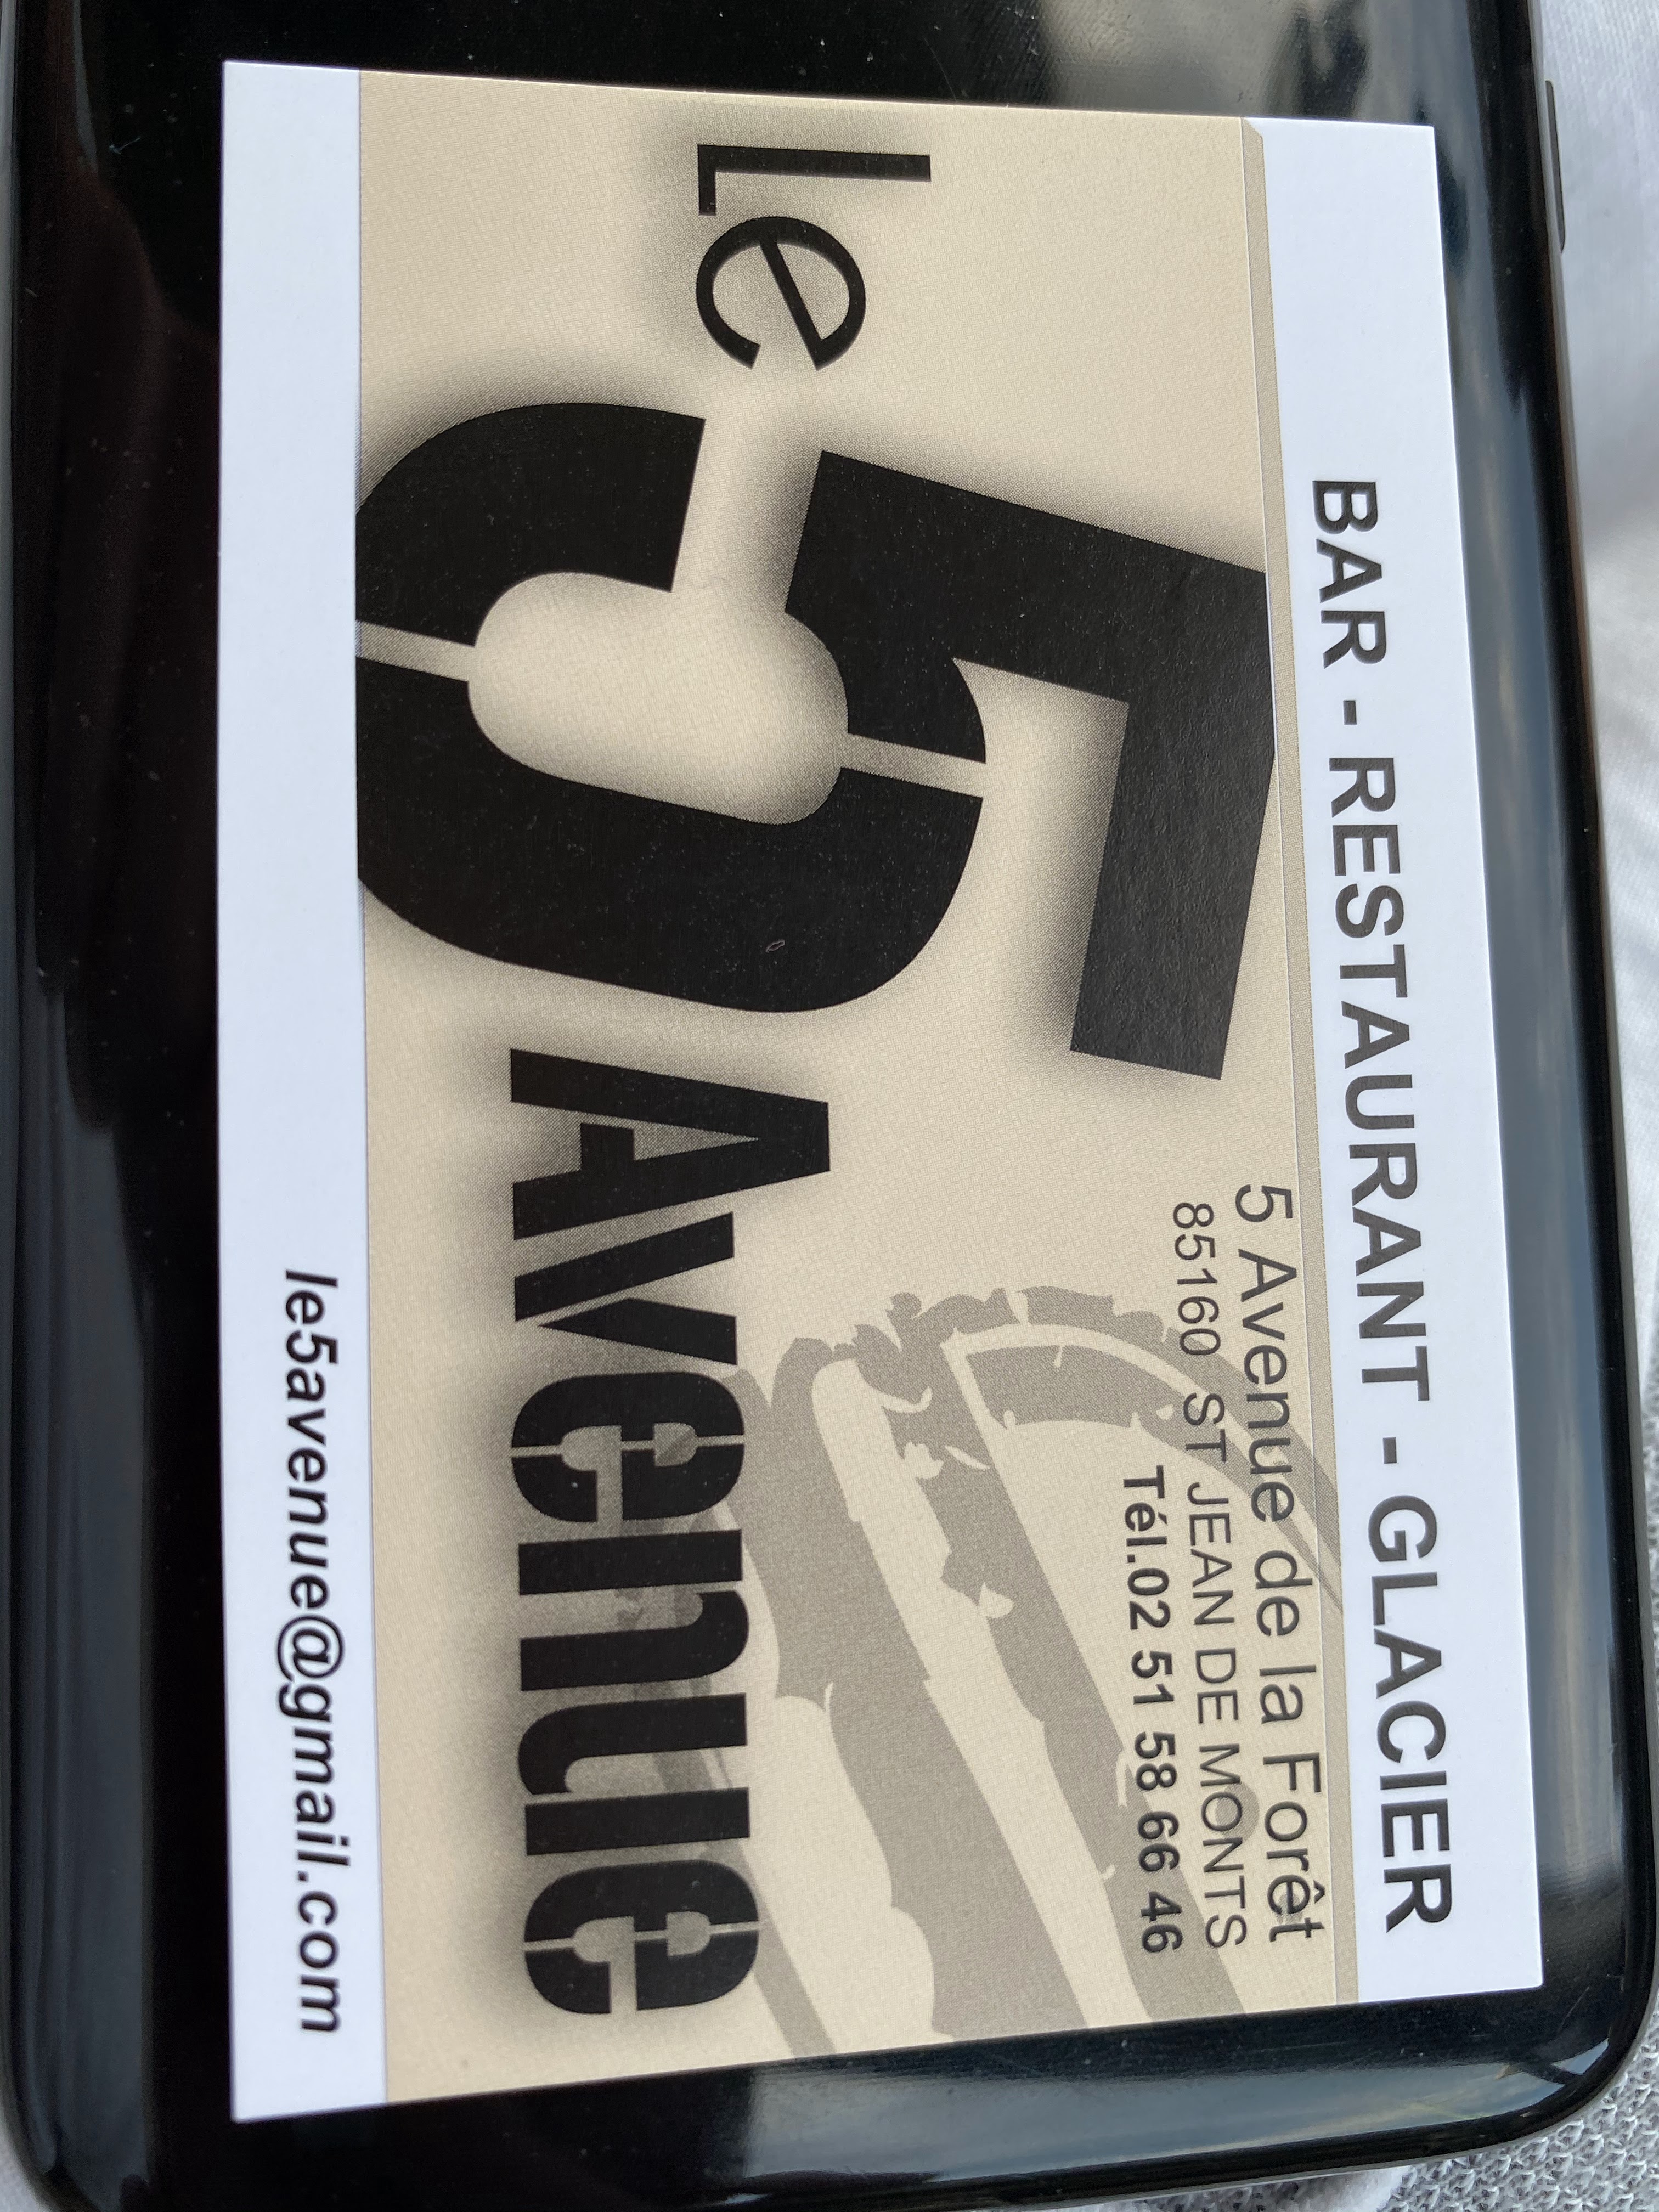 BAR - RESTAURANT - GLACIER
5 Avenue de la Forêt
85160 ST JEAN DE MONTS
Tél.02 51 58 66 46
Le 5 Avenue
le5avenue@gmail.com